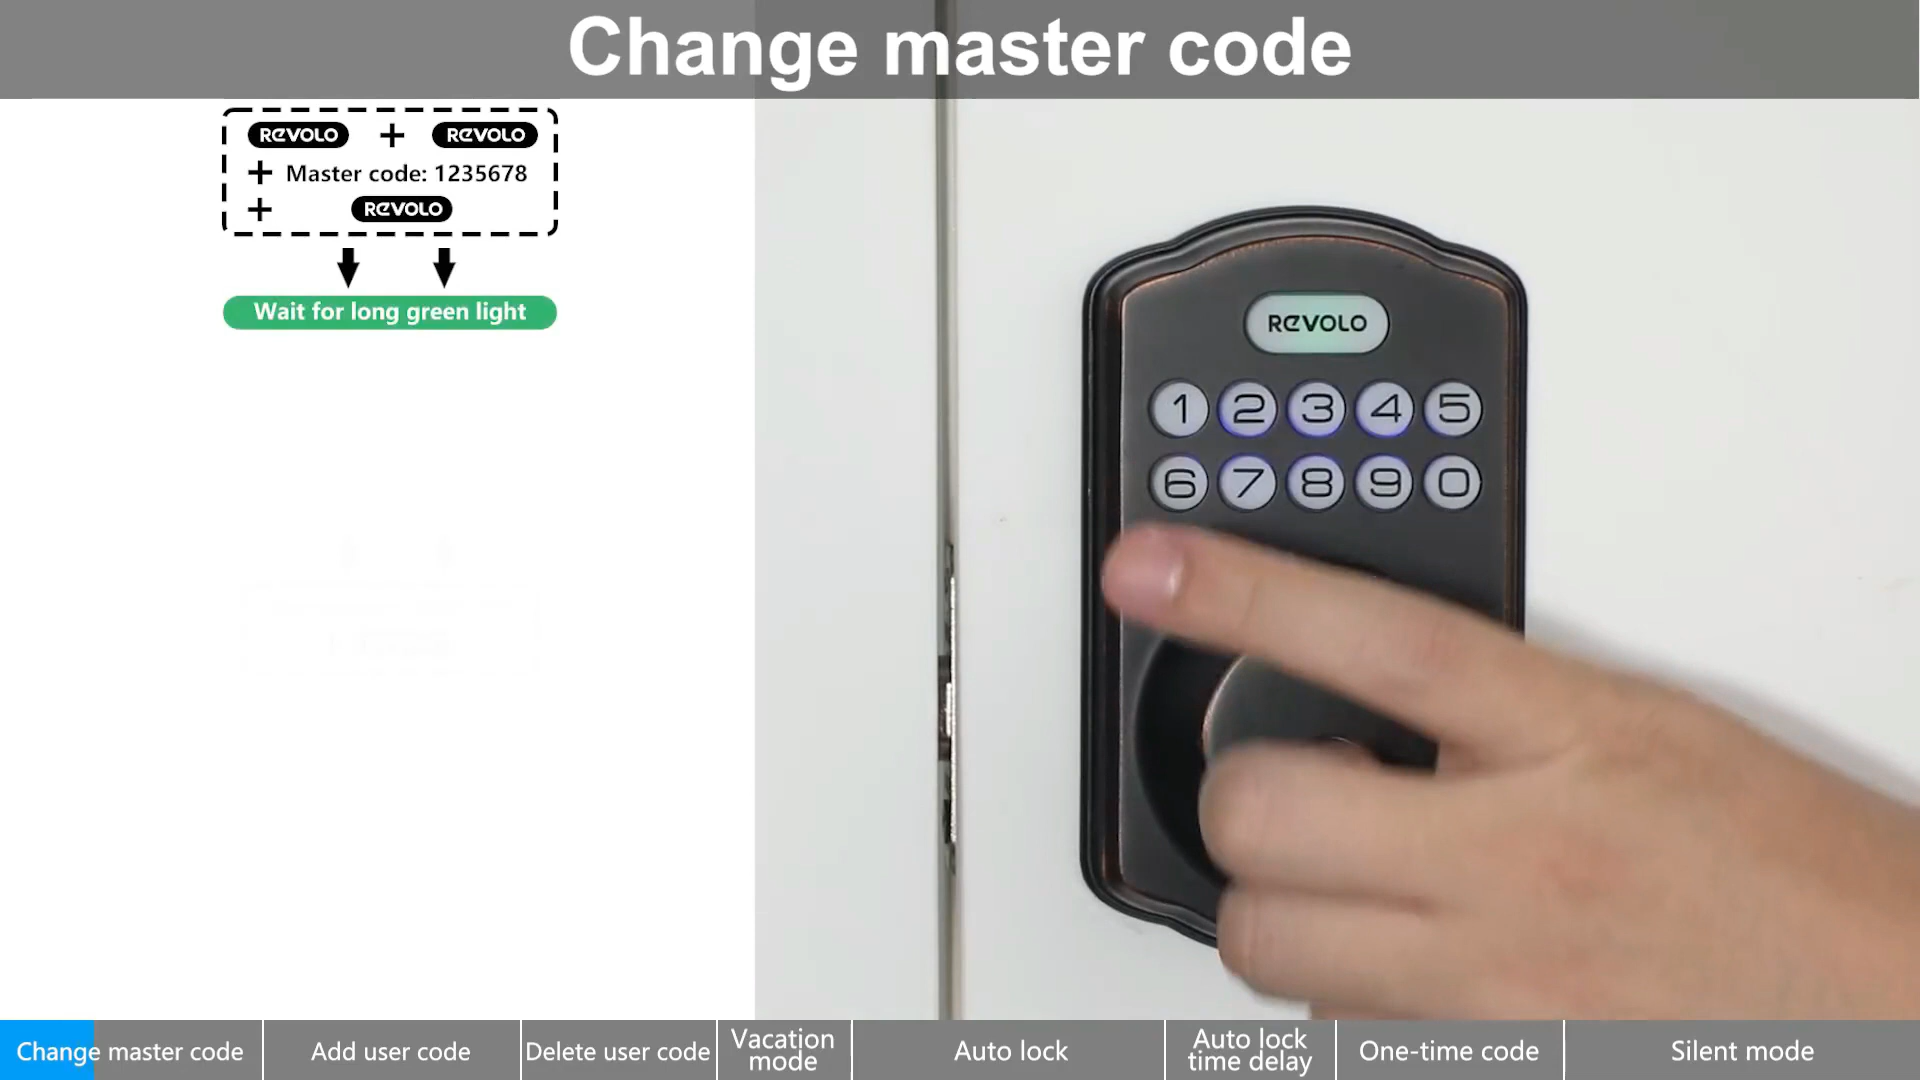 Change master code
REVOLO + REVOLO
+ Master code: 1235678
+ REVOLO
Wait for long green light
REVOLO
1 2 3 4 5
6 7 8 9 0
Change master code
Add user code
Delete user code
Vacation
mode
Auto lock
Auto lock
time delay
One-time code
Silent mode